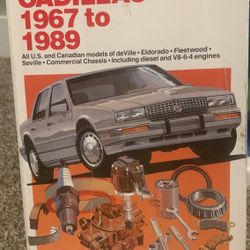 CADILLAC
1967 to
1989
All U.S. and Canadian models of deVille • Eldorado • Fleetwood •
Seville • Commercial Chassis • Including diesel and V8-6-4 engines